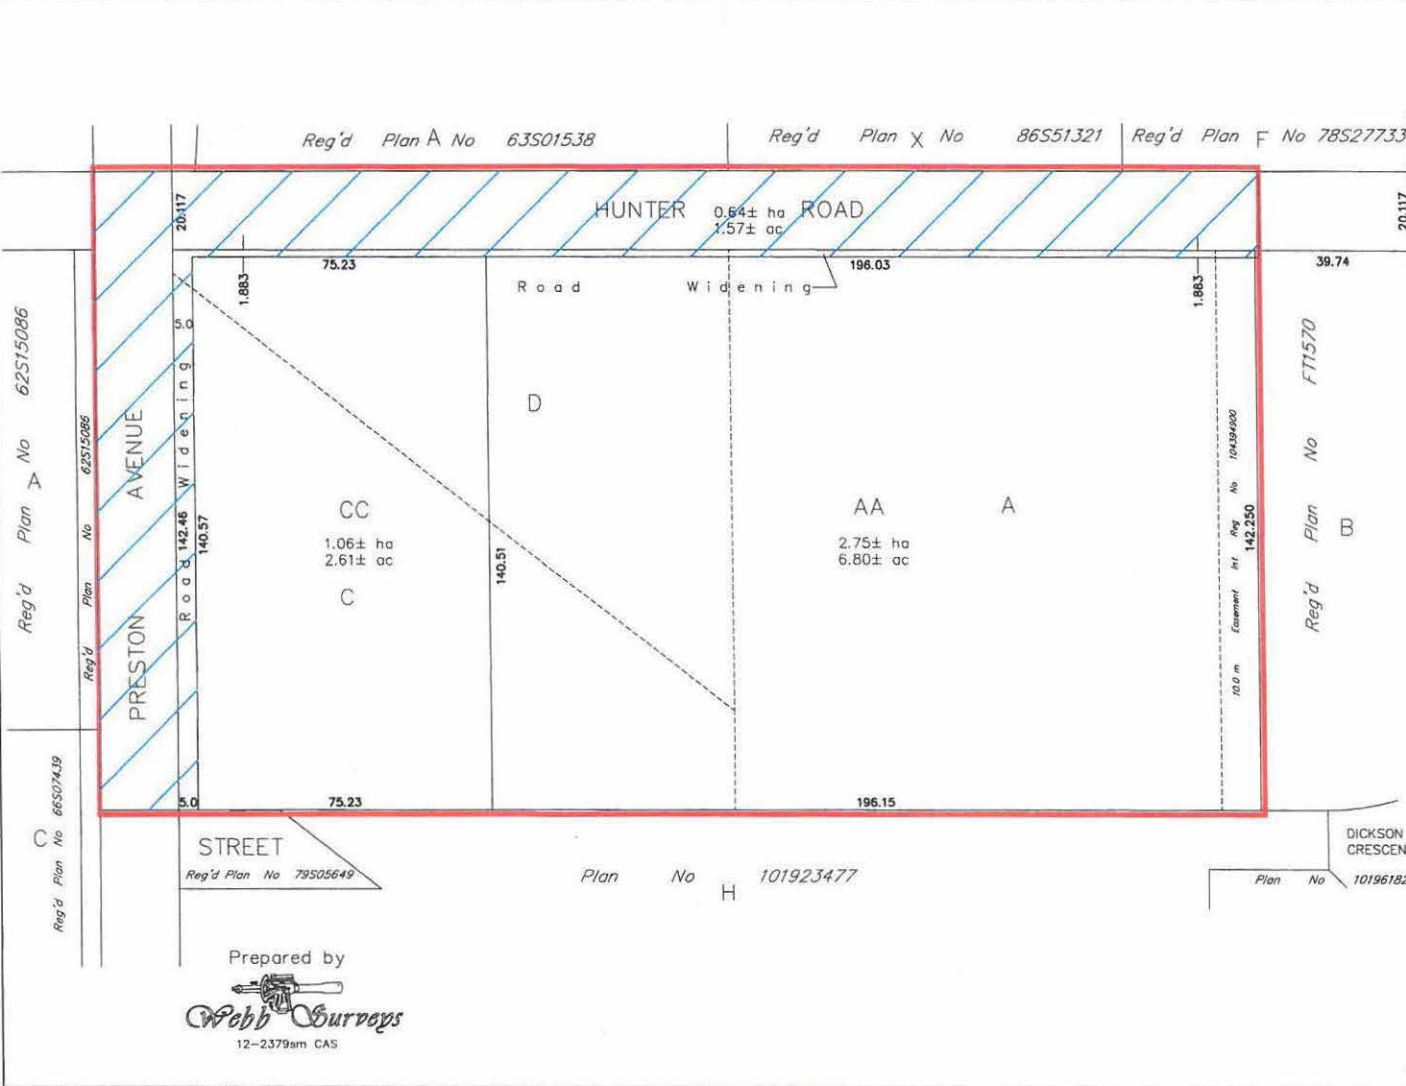 Reg'd Plan A No 63S01538
Reg'd Plan X No 86S51321
Reg'd Plan F No 78S27733
20.117
HUNTER ROAD
0.64± ha
1.57± ac
20.117
75.23
196.03
39.74
1.883
Road Widening
1.883
5.0
Reg'd Plan No 62S15086
A
Reg'd Plan No 62S15086
PRESTON AVENUE
Road Widening
142.46
140.57
D
CC
1.06± ha
2.61± ac
C
140.51
AA
2.75± ha
6.80± ac
A
10.0 m Easement Int Reg No 104394900
142.250
Reg'd Plan No FT1570
B
5.0
75.23
196.15
C
Reg'd Plan No 66S07439
STREET
Reg'd Plan No 79S05649
Plan No 101923477
H
DICKSON
CRESCEN
Plan No 10196182
Prepared by
Webb Surveys
12-2379sm CAS